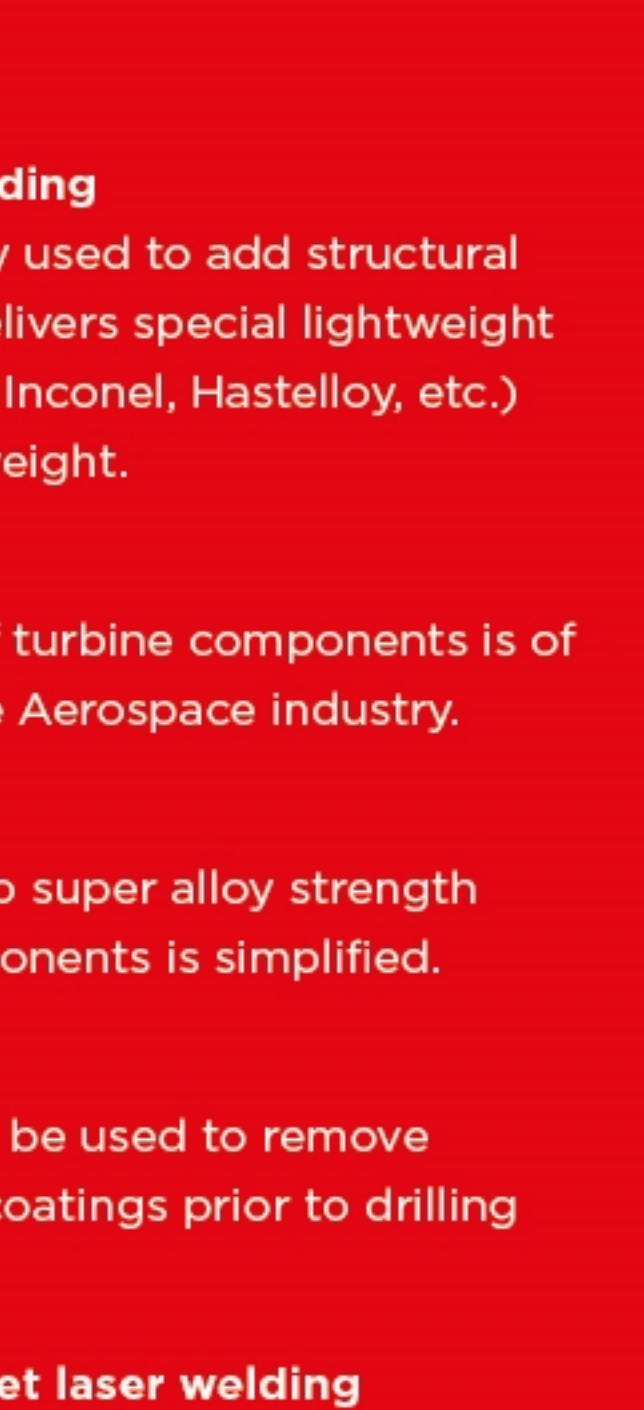 ding
y used to add structural
elivers special lightweight
Inconel, Hastelloy, etc.)
eight.
turbine components is of
e Aerospace industry.
o super alloy strength
onents is simplified.
be used to remove
coatings prior to drilling
et laser welding